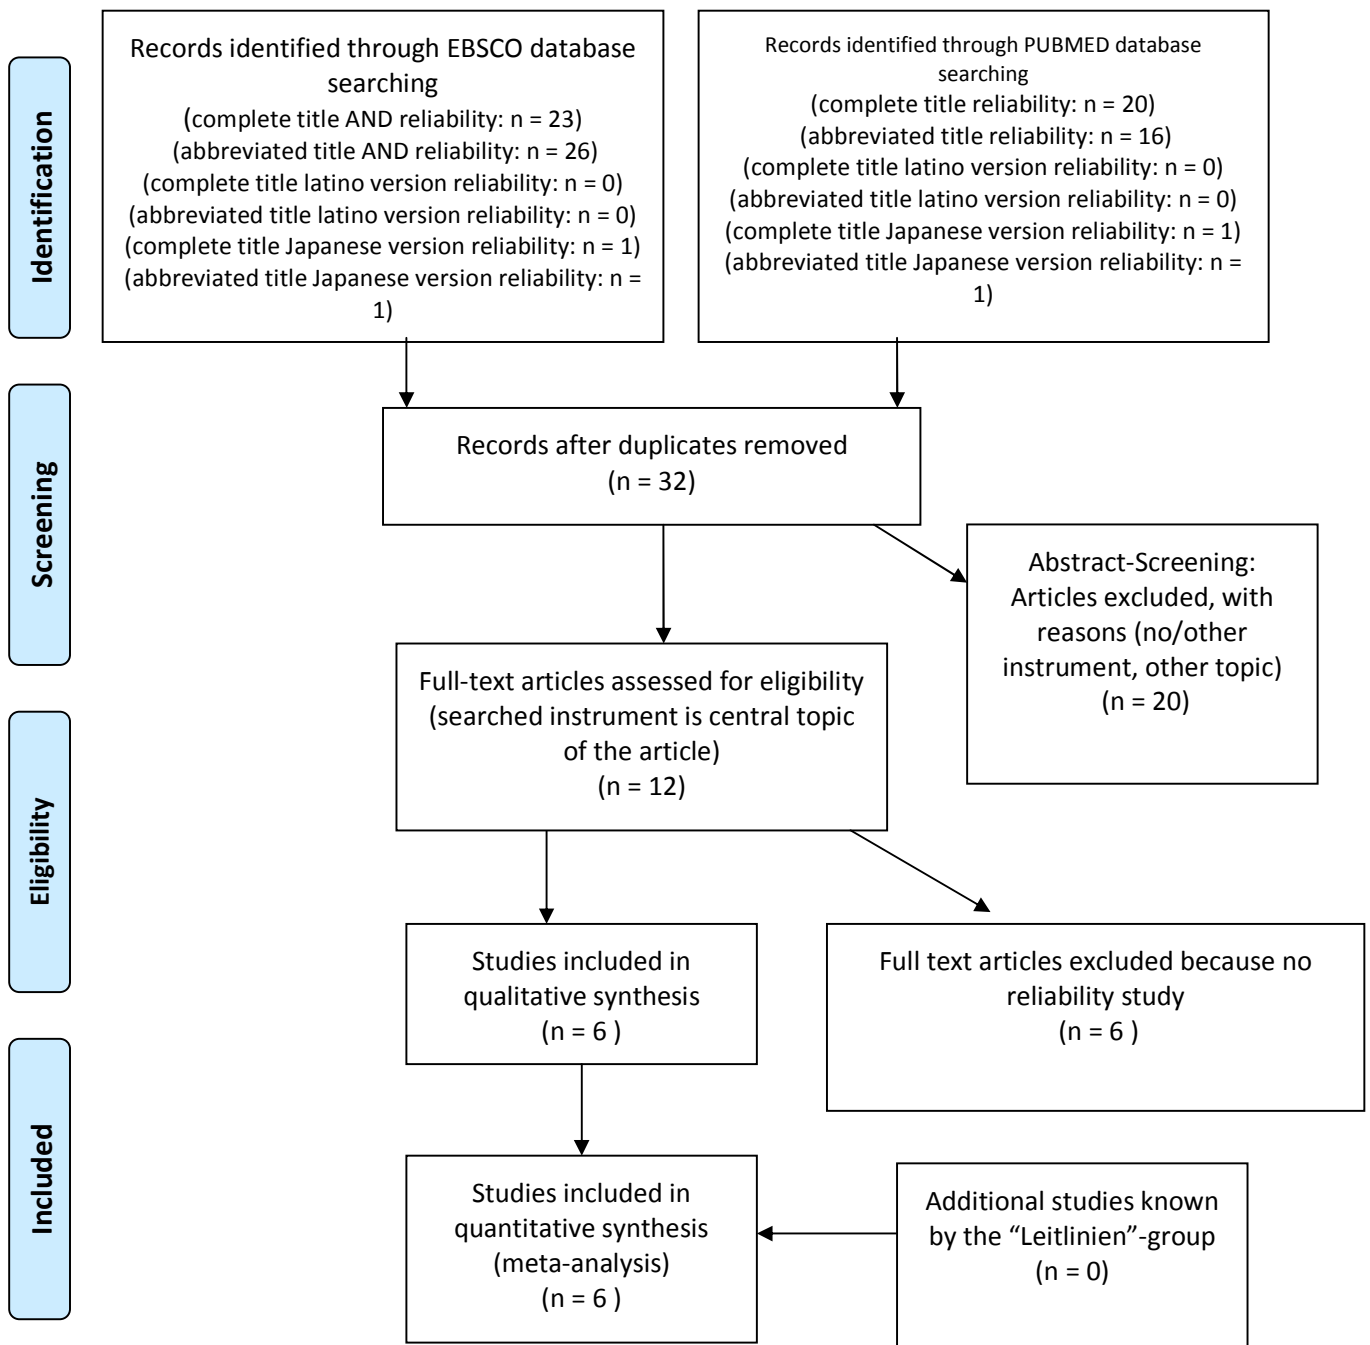 Identification
Records identified through EBSCO database
searching
(complete title AND reliability: n = 23)
(abbreviated title AND reliability: n = 26)
(complete title latino version reliability: n = 0)
(abbreviated title latino version reliability: n = 0)
(complete title Japanese version reliability: n = 1)
(abbreviated title Japanese version reliability: n =
1)
Records identified through PUBMED database
searching
(complete title reliability: n = 20)
(abbreviated title reliability: n = 16)
(complete title latino version reliability: n = 0)
(abbreviated title latino version reliability: n = 0)
(complete title Japanese version reliability: n = 1)
(abbreviated title Japanese version reliability: n =
1)
Screening
Records after duplicates removed
(n = 32)
Abstract-Screening:
Articles excluded, with
reasons (no/other
instrument, other topic)
(n = 20)
Eligibility
Full-text articles assessed for eligibility
(searched instrument is central topic
of the article)
(n = 12)
Studies included in
qualitative synthesis
(n = 6 )
Full text articles excluded because no
reliability study
(n = 6 )
Included
Studies included in
quantitative synthesis
(meta-analysis)
(n = 6 )
Additional studies known
by the “Leitlinien”-group
(n = 0)